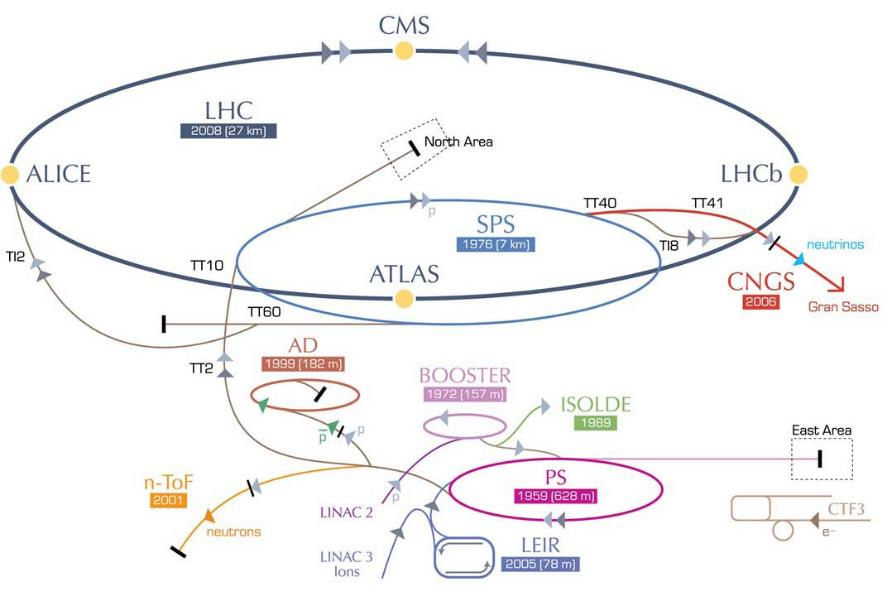 CMS
LHC
2008 (27 km)
North Area
ALICE
LHCb
TT40
TT41
p
SPS
1976 (7 km)
TI8
neutrinos
TI2
TT10
ATLAS
CNGS
2006
Gran Sasso
TT60
AD
1999 (182 m)
TT2
BOOSTER
1972 (157 m)
ISOLDE
1989
p̅
p
East Area
n-ToF
2001
PS
1959 (628 m)
p
LINAC 2
neutrons
CTF3
e-
LINAC 3
Ions
LEIR
2005 (78 m)